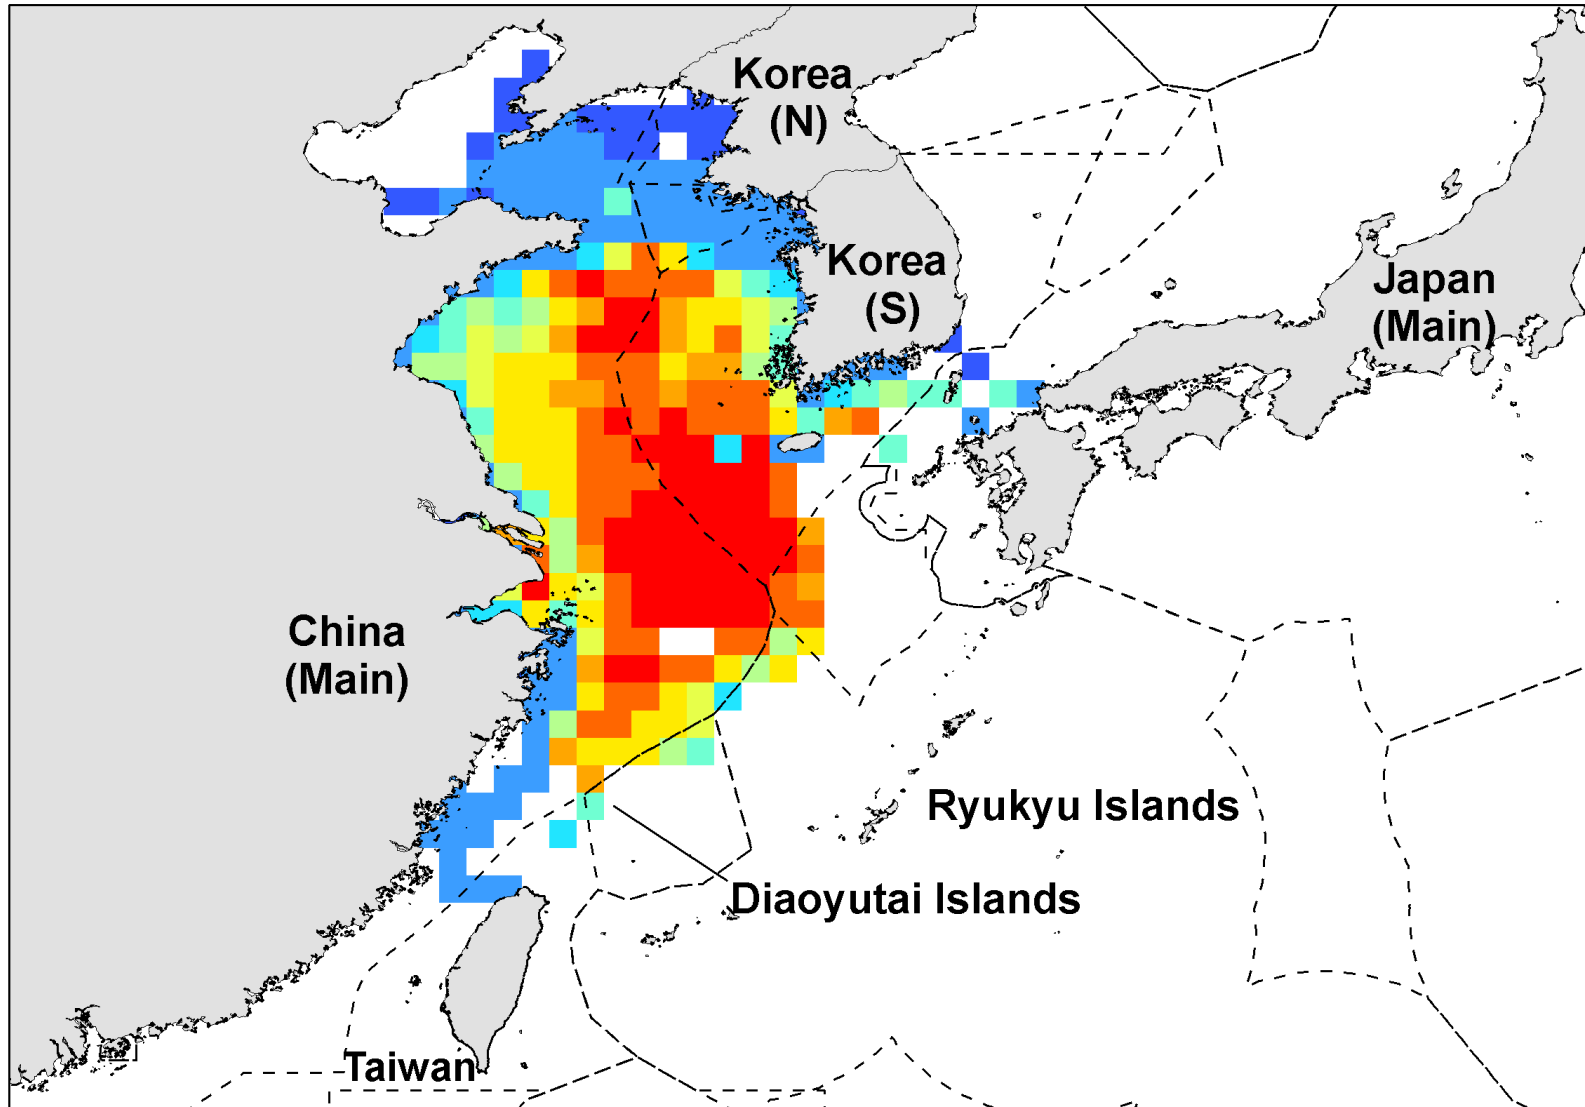 Korea
(N)
Korea
(S)
Japan
(Main)
China
(Main)
Ryukyu Islands
Diaoyutai Islands
Taiwan